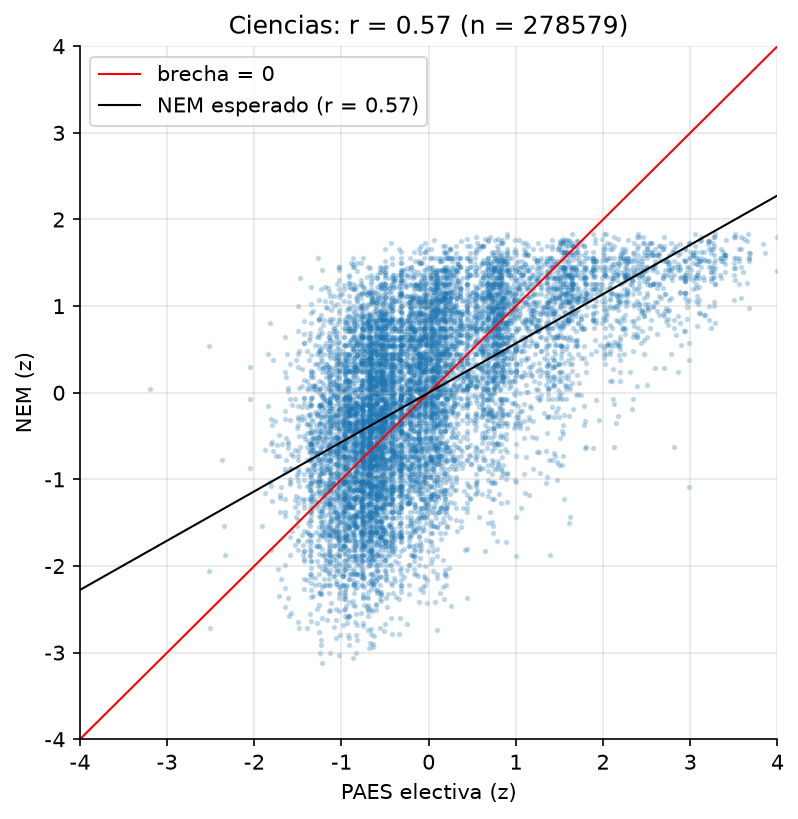 Ciencias: r = 0.57 (n = 278579)
4
3
2
1
0
-1
-2
-3
-4
brecha = 0
NEM esperado (r = 0.57)
NEM (z)
-4 -3 -2 -1 0 1 2 3 4
PAES electiva (z)